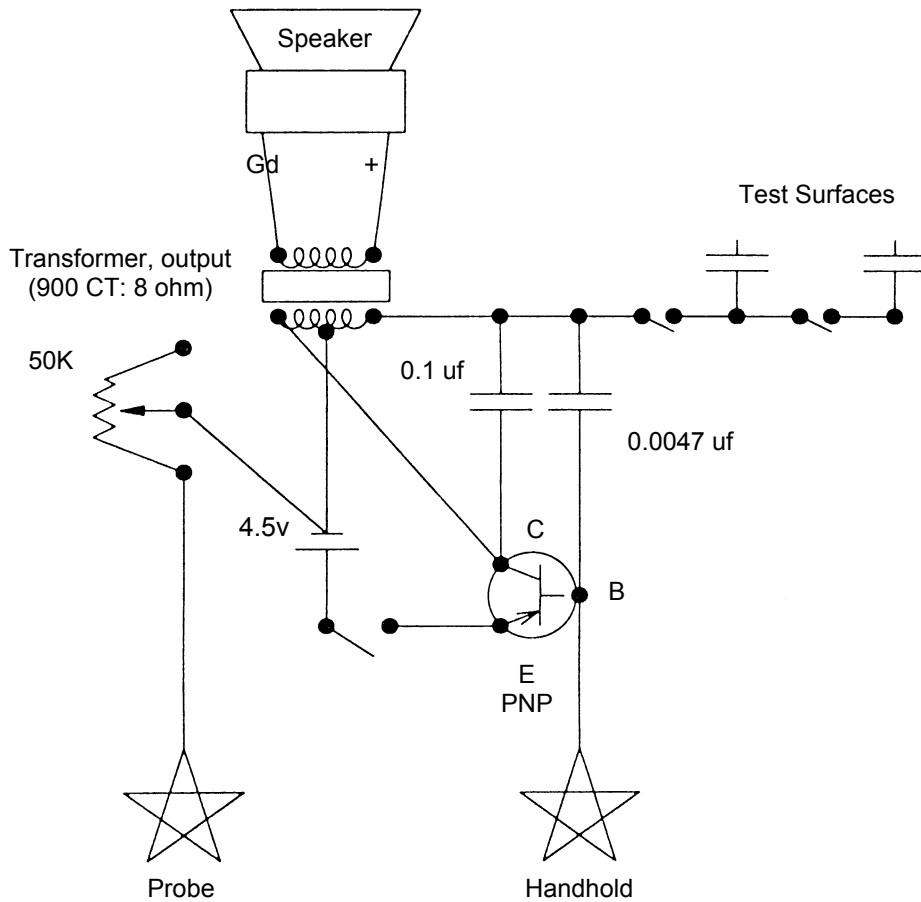 Speaker
Gd
+
Test Surfaces
Transformer, output
(900 CT: 8 ohm)
50K
0.1 uf
0.0047 uf
4.5v
C
B
E
PNP
Probe
Handhold